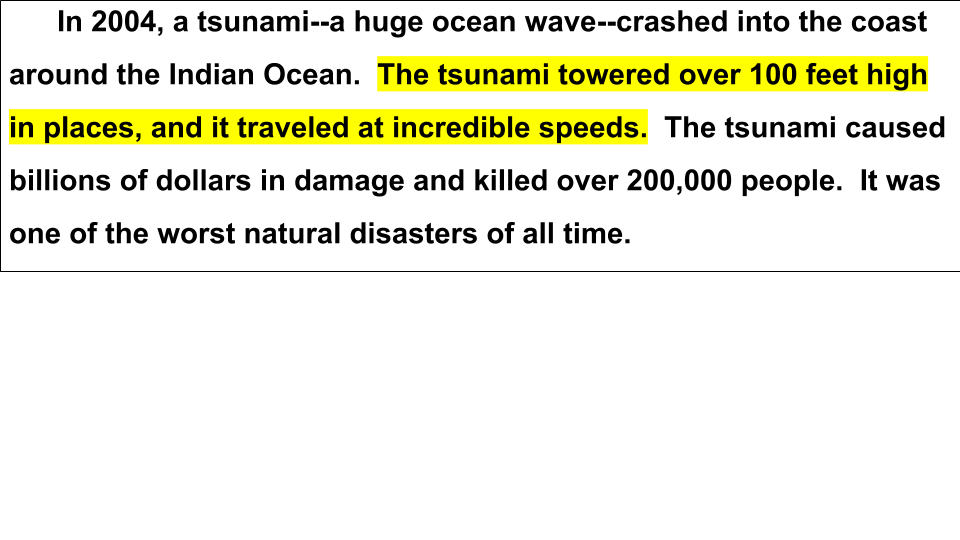 In 2004, a tsunami--a huge ocean wave--crashed into the coast
around the Indian Ocean.  The tsunami towered over 100 feet high
in places, and it traveled at incredible speeds.  The tsunami caused
billions of dollars in damage and killed over 200,000 people.  It was
one of the worst natural disasters of all time.